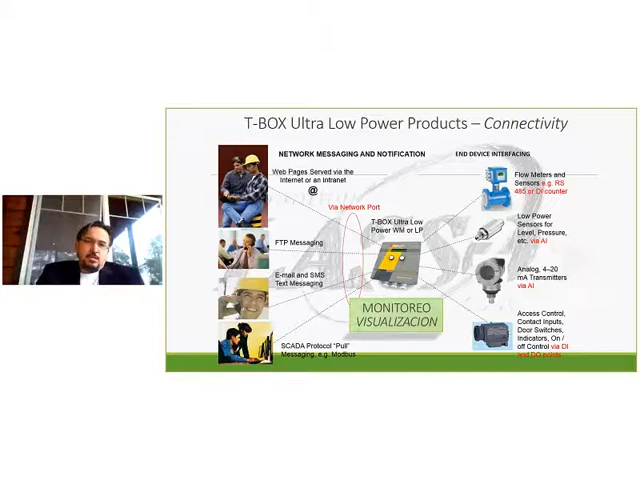 T-BOX Ultra Low Power Products – Connectivity
NETWORK MESSAGING AND NOTIFICATION
Web Pages Served via the
Internet or an Intranet
@
Via Network Port
FTP Messaging
E-mail and SMS
Text Messaging
SCADA Protocol "Pull"
Messaging, e.g. Modbus
T-BOX Ultra Low
Power WM or LP
MONITOREO
VISUALIZACION
END DEVICE INTERFACING
Flow Meters and
Sensors e.g. RS
485 or DI counter
Low Power
Sensors for
Level, Pressure,
etc. via AI
Analog, 4–20
mA Transmitters
via AI
Access Control,
Contact Inputs,
Door Switches,
Indicators, On /
off Control via DI
and DO points.